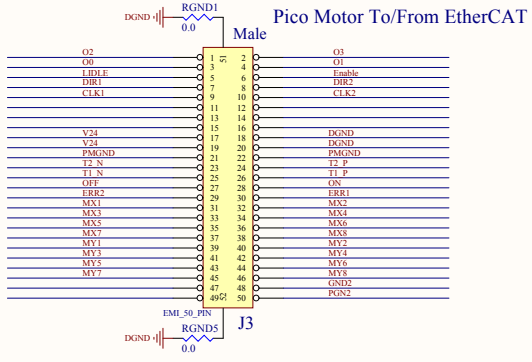 RGND1
Pico Motor To/From EtherCAT
DGND
0.0
Male
O2 1 S1 2 O3
O0 3 4 O1
LIDLE 5 6 Enable
DIR1 7 8 DIR2
CLK1 9 10 CLK2
11 12
13 14
15 16
V24 17 18 DGND
V24 19 20 DGND
PMGND 21 22 PMGND
T2_N 23 24 T2_P
T1_N 25 26 T1_P
OFF 27 28 ON
ERR2 29 30 ERR1
MX1 31 32 MX2
MX3 33 34 MX4
MX5 35 36 MX6
MX7 37 38 MX8
MY1 39 40 MY2
MY3 41 42 MY4
MY5 43 44 MY6
MY7 45 46 MY8
47 48 GND2
49 S2 50 PGN2
EMI_50_PIN
J3
RGND5
DGND
0.0